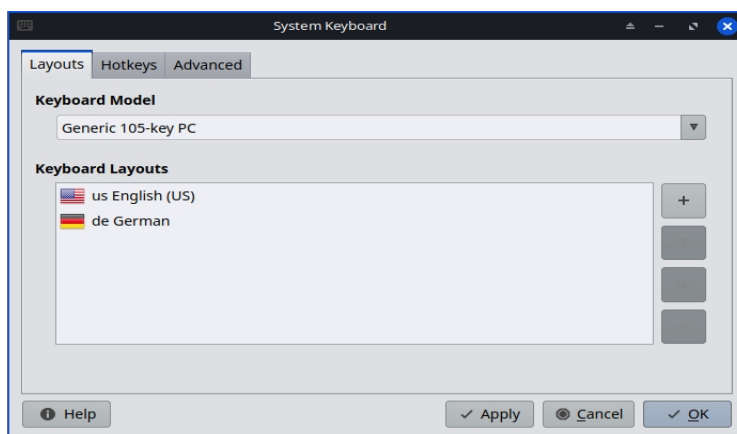 System Keyboard
Layouts Hotkeys Advanced
Keyboard Model
Generic 105-key PC
Keyboard Layouts
us English (US)
de German
+
Help Apply Cancel OK